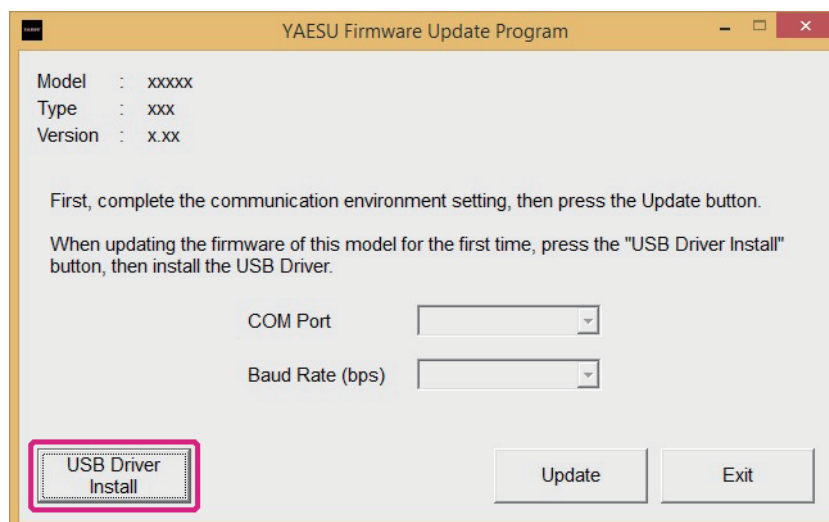 YAESU Firmware Update Program
Model : xxxxx
Type : xxx
Version : x.xx
First, complete the communication environment setting, then press the Update button.
When updating the firmware of this model for the first time, press the "USB Driver Install"
button, then install the USB Driver.
COM Port
Baud Rate (bps)
USB Driver
Install
Update
Exit